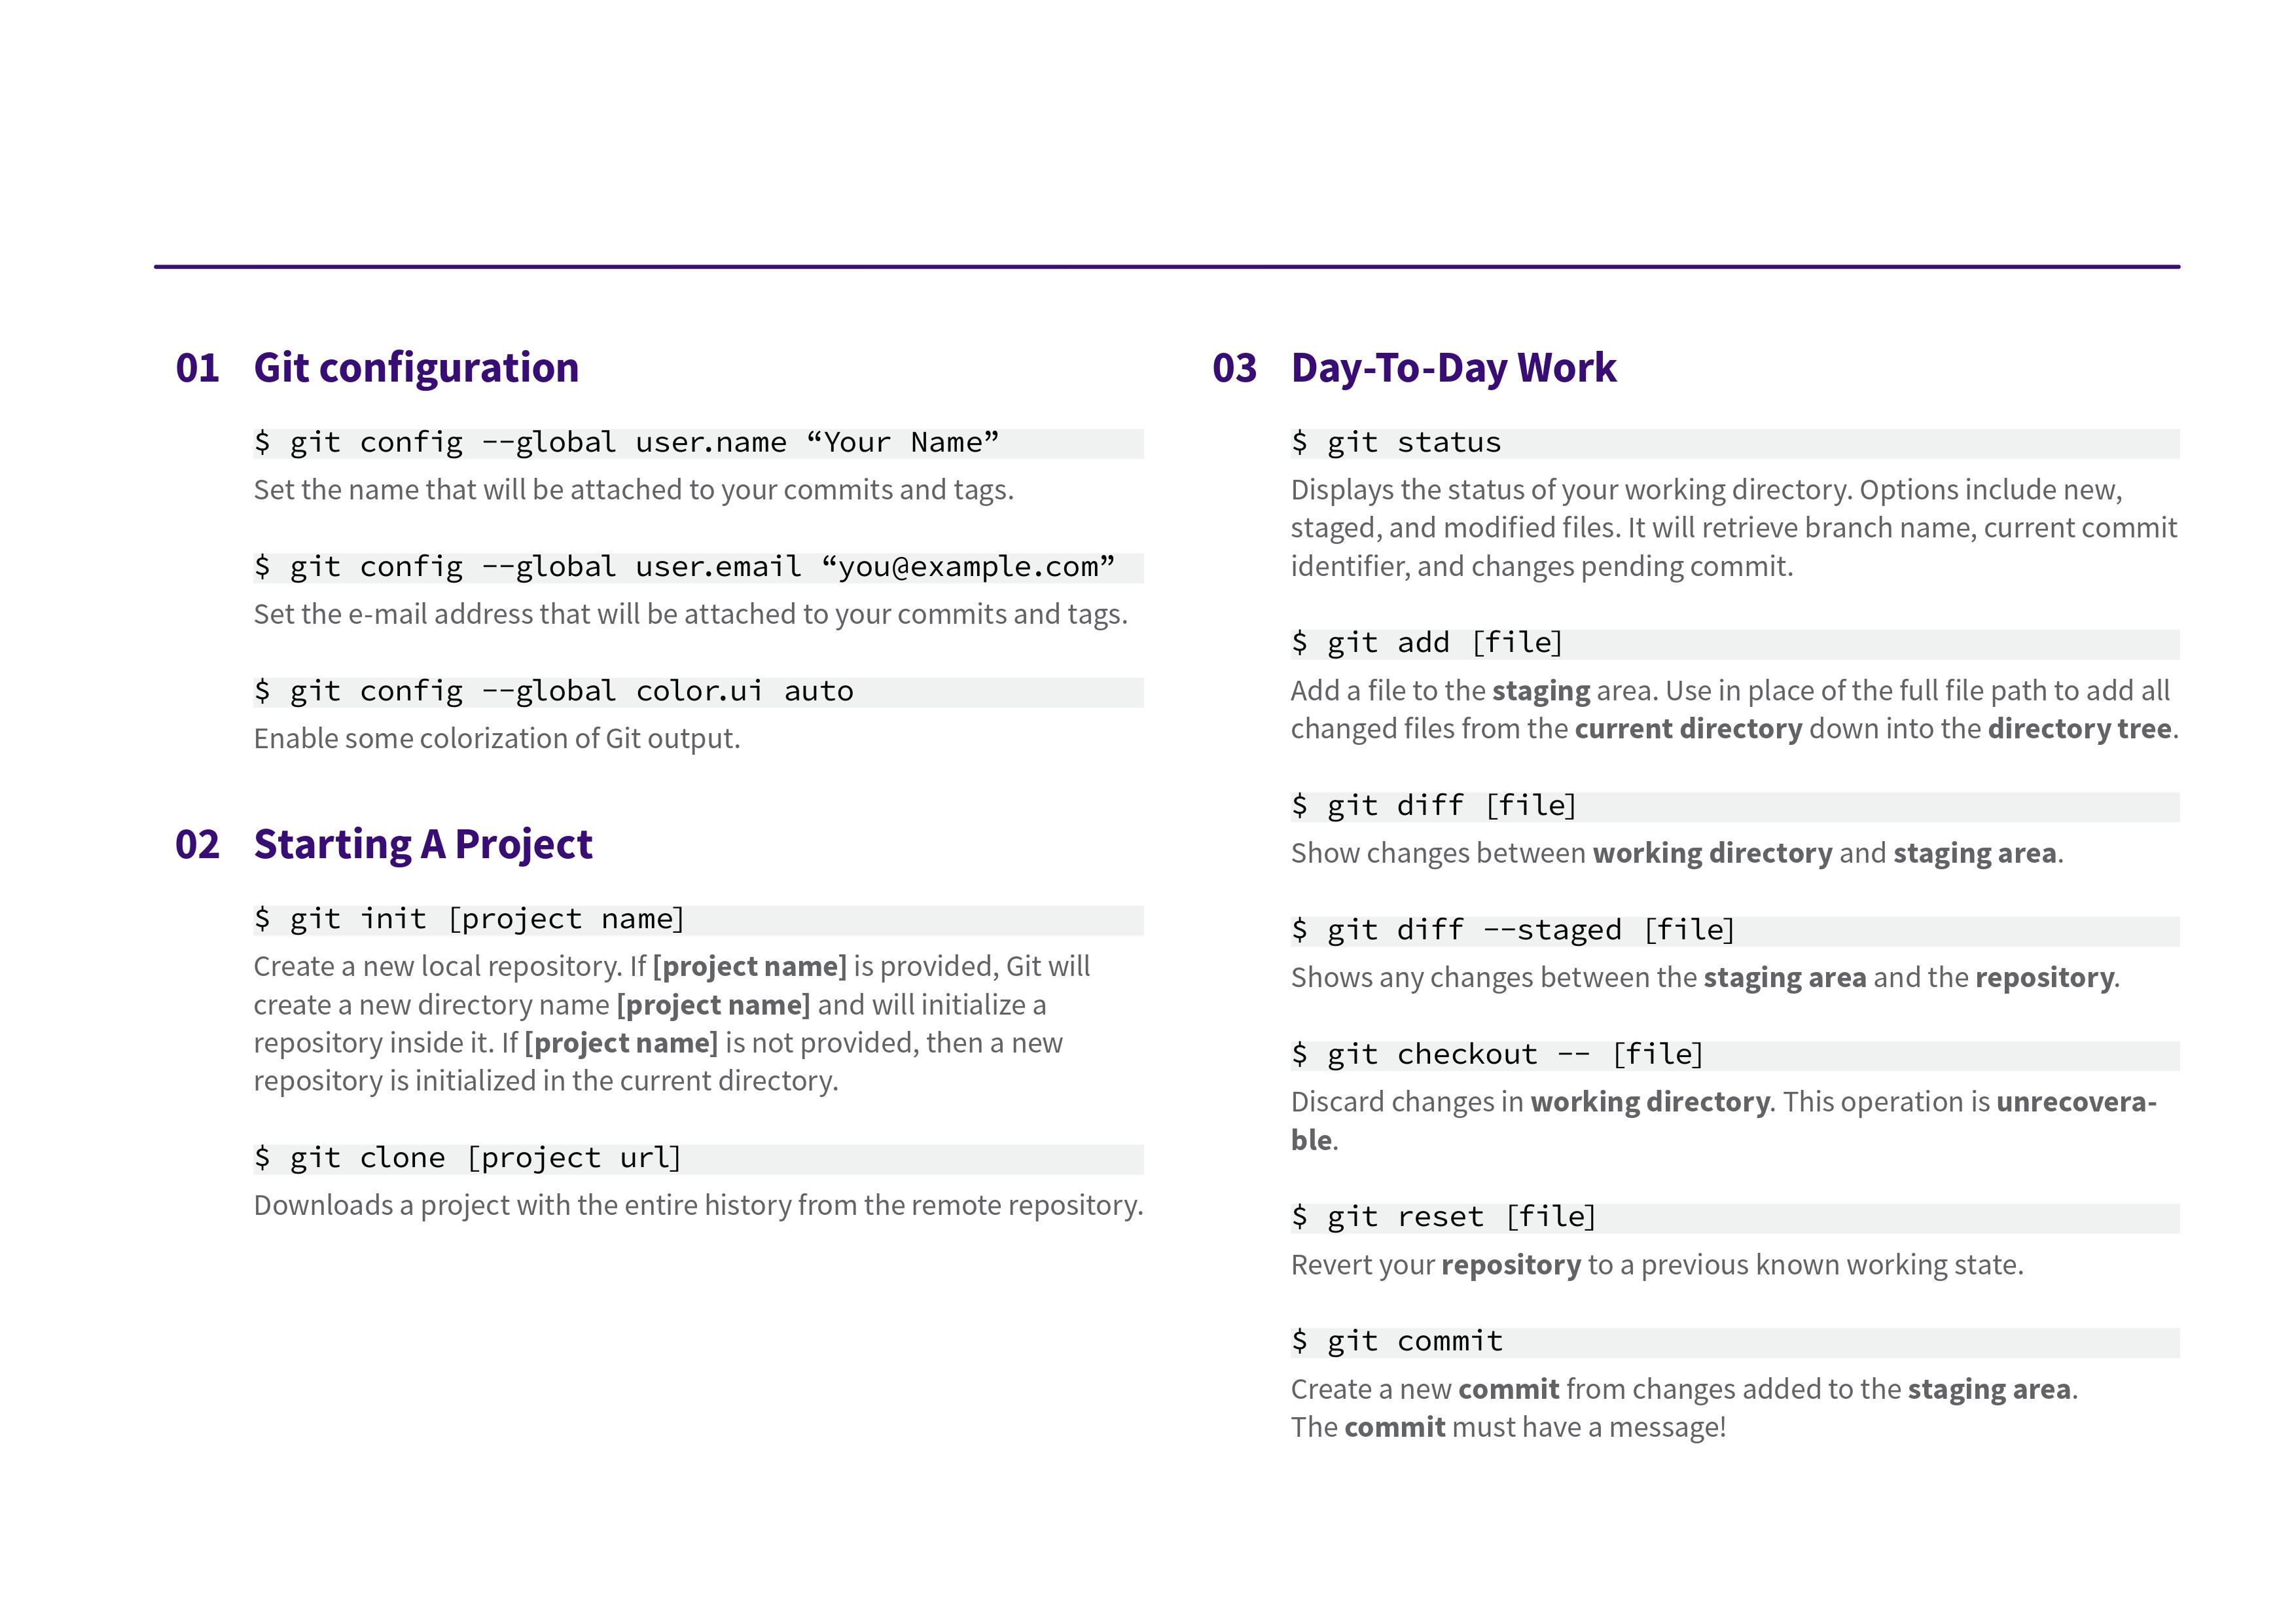 01 Git configuration
$ git config --global user.name “Your Name”
Set the name that will be attached to your commits and tags.
$ git config --global user.email “you@example.com”
Set the e-mail address that will be attached to your commits and tags.
$ git config --global color.ui auto
Enable some colorization of Git output.
02 Starting A Project
$ git init [project name]
Create a new local repository. If [project name] is provided, Git will
create a new directory name [project name] and will initialize a
repository inside it. If [project name] is not provided, then a new
repository is initialized in the current directory.
$ git clone [project url]
Downloads a project with the entire history from the remote repository.
03 Day-To-Day Work
$ git status
Displays the status of your working directory. Options include new,
staged, and modified files. It will retrieve branch name, current commit
identifier, and changes pending commit.
$ git add [file]
Add a file to the staging area. Use in place of the full file path to add all
changed files from the current directory down into the directory tree.
$ git diff [file]
Show changes between working directory and staging area.
$ git diff --staged [file]
Shows any changes between the staging area and the repository.
$ git checkout -- [file]
Discard changes in working directory. This operation is unrecovera-
ble.
$ git reset [file]
Revert your repository to a previous known working state.
$ git commit
Create a new commit from changes added to the staging area.
The commit must have a message!